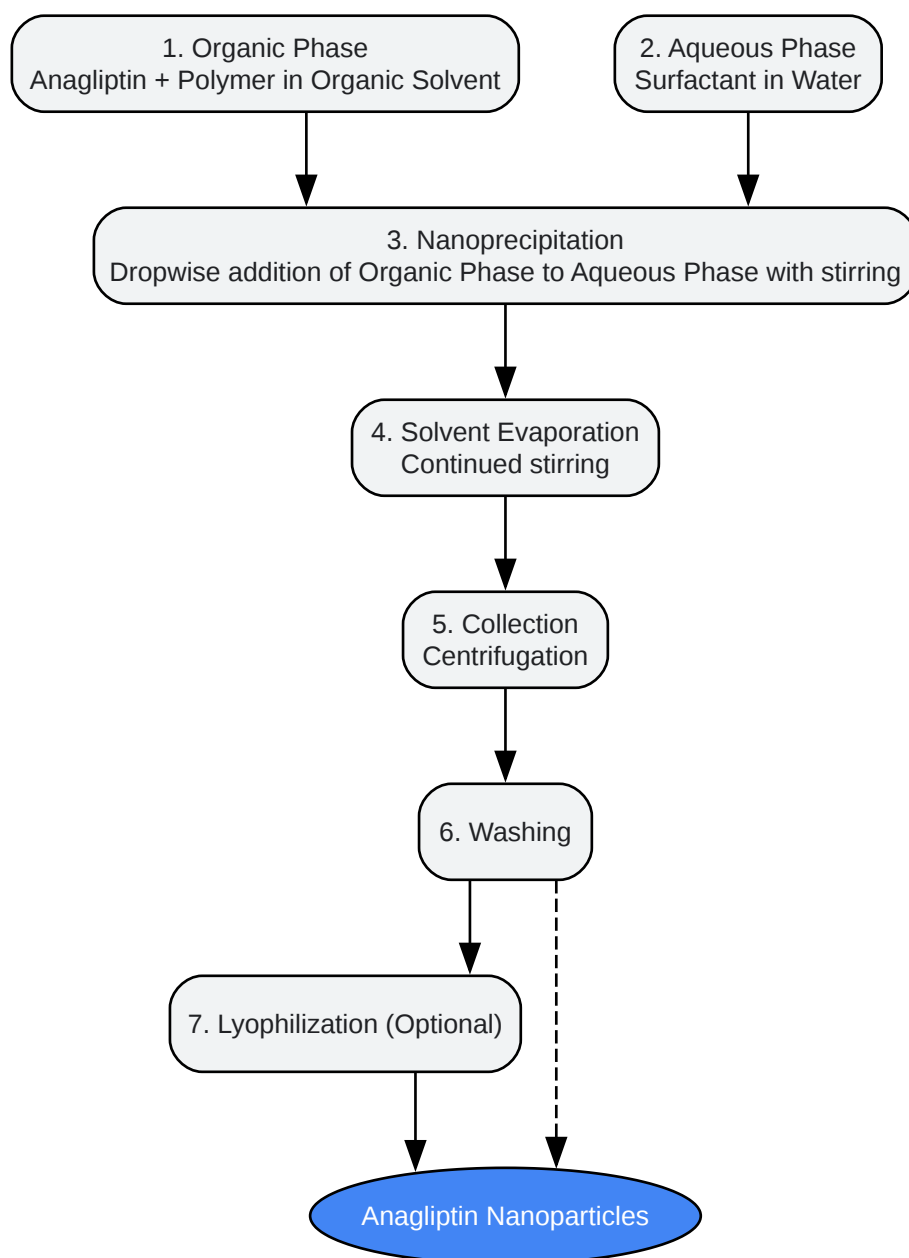 1. Organic Phase
Anagliptin + Polymer in Organic Solvent
2. Aqueous Phase
Surfactant in Water
3. Nanoprecipitation
Dropwise addition of Organic Phase to Aqueous Phase with stirring
4. Solvent Evaporation
Continued stirring
5. Collection
Centrifugation
6. Washing
7. Lyophilization (Optional)
Anagliptin Nanoparticles